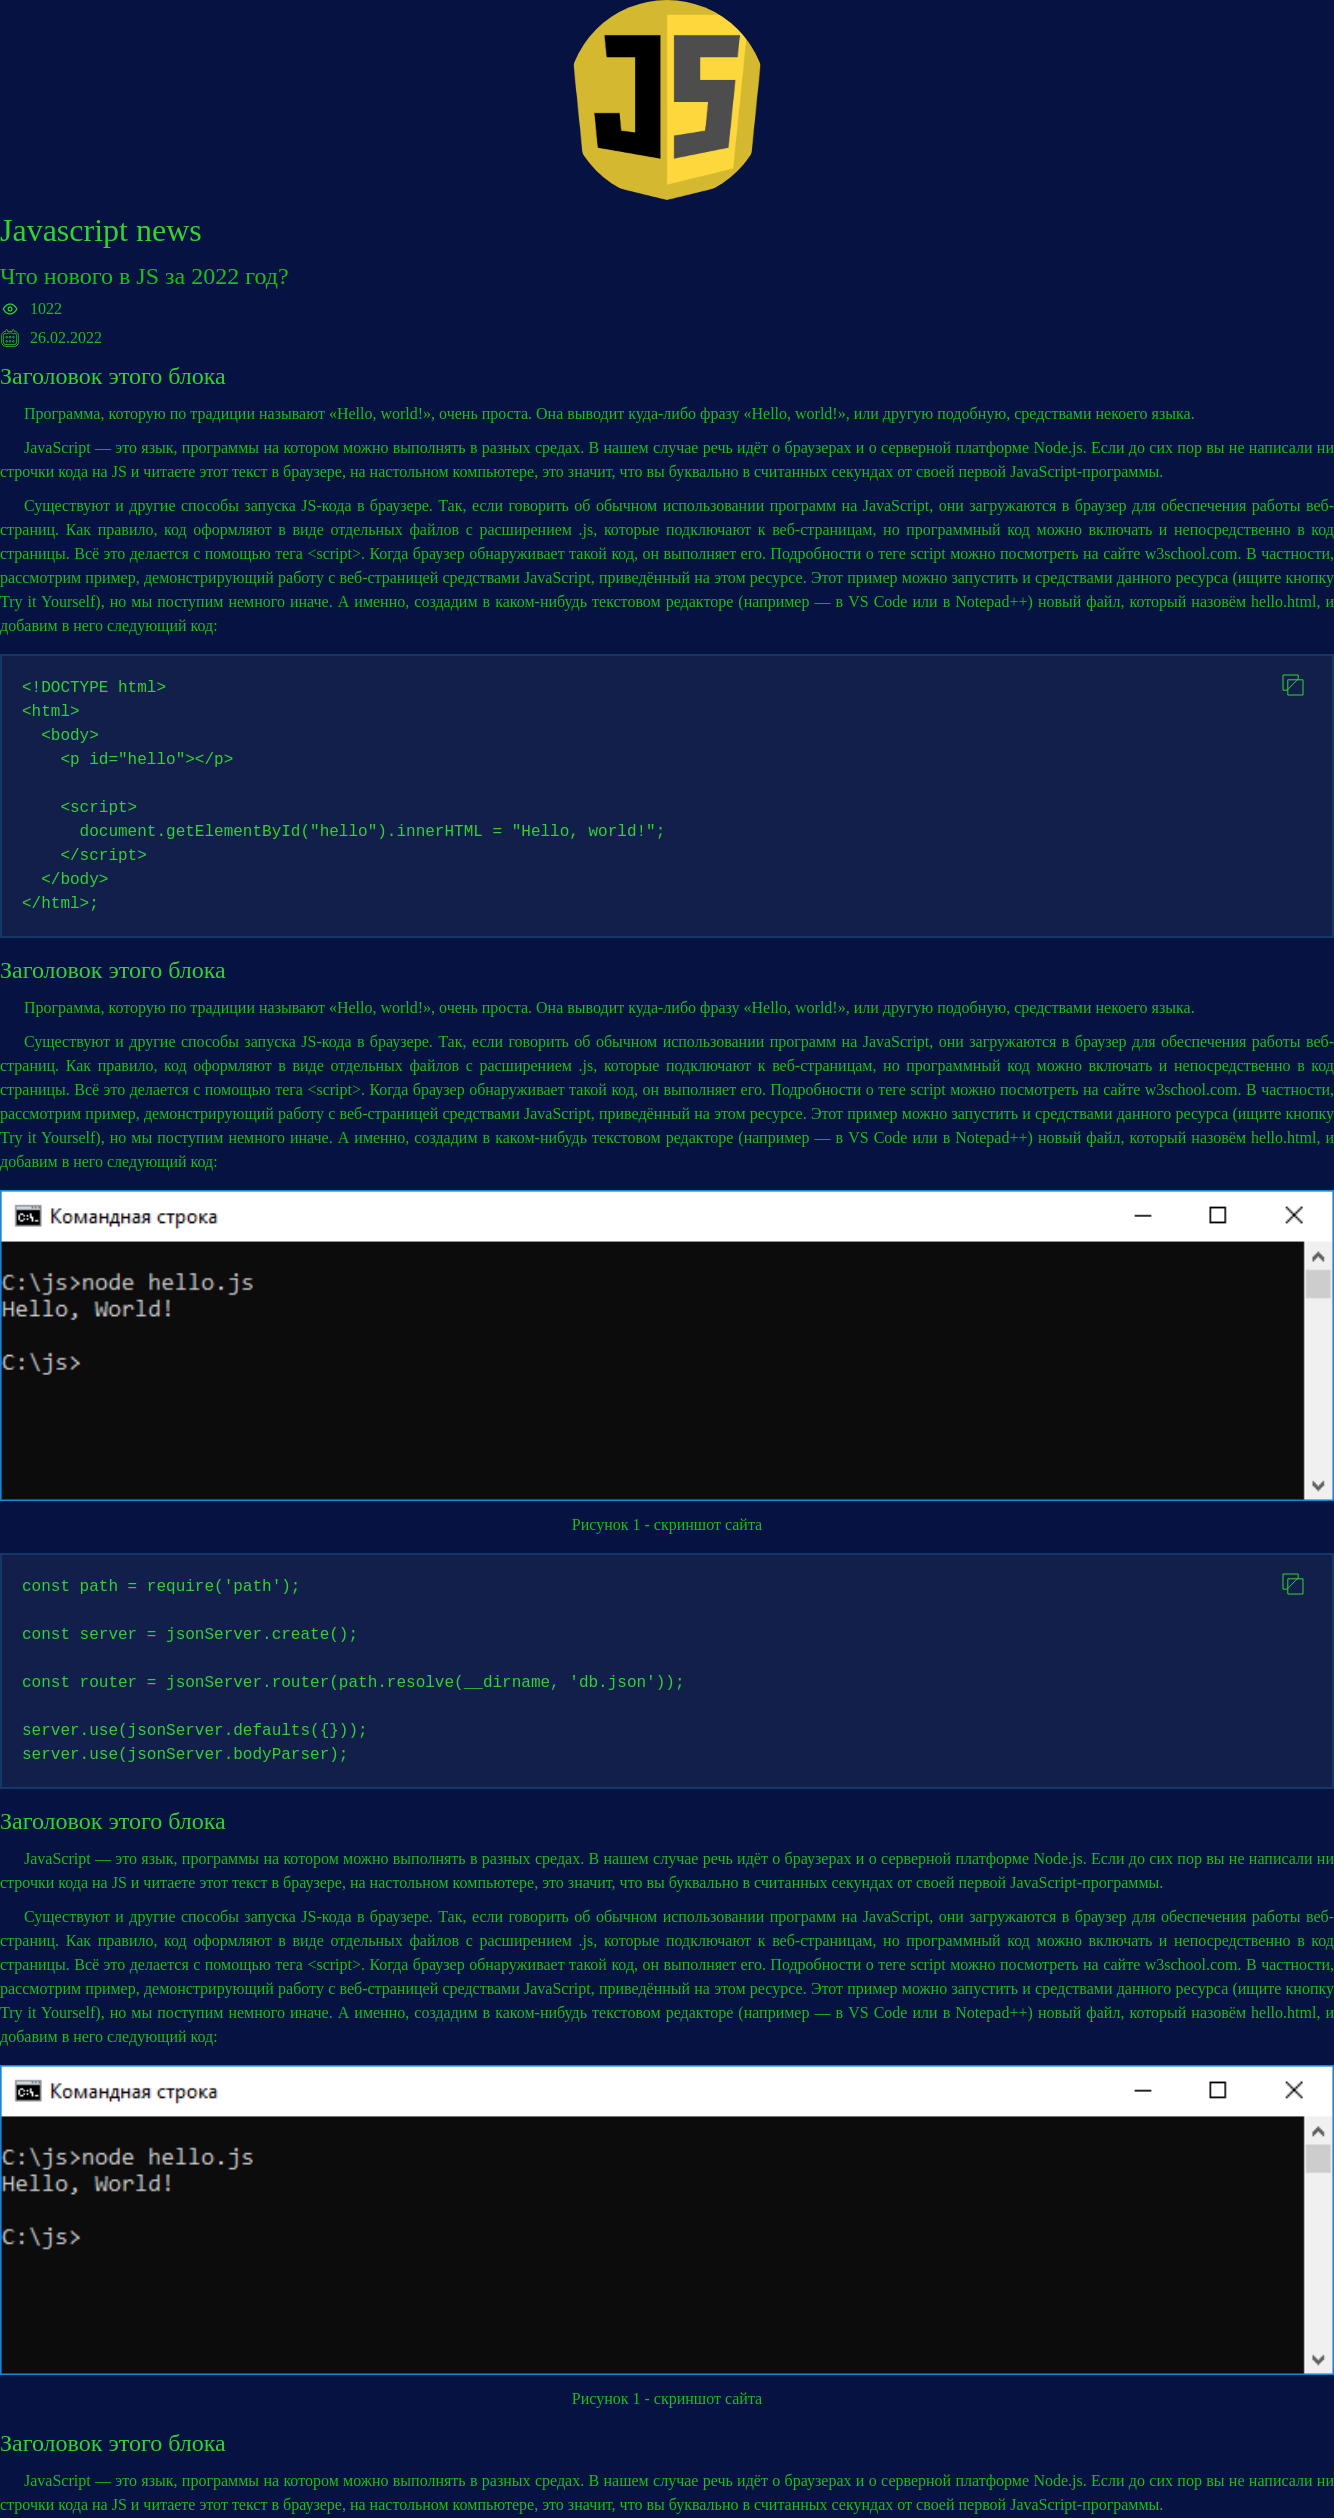 JS
Javascript news
Что нового в JS за 2022 год?
1022
26.02.2022
Заголовок этого блока
Программа, которую по традиции называют «Hello, world!», очень проста. Она выводит куда-либо фразу «Hello, world!», или другую подобную, средствами некоего языка.
JavaScript — это язык, программы на котором можно выполнять в разных средах. В нашем случае речь идёт о браузерах и о серверной платформе Node.js. Если до сих пор вы не написали ни
строчки кода на JS и читаете этот текст в браузере, на настольном компьютере, это значит, что вы буквально в считанных секундах от своей первой JavaScript-программы.
Существуют и другие способы запуска JS-кода в браузере. Так, если говорить об обычном использовании программ на JavaScript, они загружаются в браузер для обеспечения работы веб-
страниц. Как правило, код оформляют в виде отдельных файлов с расширением .js, которые подключают к веб-страницам, но программный код можно включать и непосредственно в код
страницы. Всё это делается с помощью тега <script>. Когда браузер обнаруживает такой код, он выполняет его. Подробности о теге script можно посмотреть на сайте w3school.com. В частности,
рассмотрим пример, демонстрирующий работу с веб-страницей средствами JavaScript, приведённый на этом ресурсе. Этот пример можно запустить и средствами данного ресурса (ищите кнопку
Try it Yourself), но мы поступим немного иначе. А именно, создадим в каком-нибудь текстовом редакторе (например — в VS Code или в Notepad++) новый файл, который назовём hello.html, и
добавим в него следующий код:
<!DOCTYPE html>
<html>
  <body>
    <p id="hello"></p>

    <script>
      document.getElementById("hello").innerHTML = "Hello, world!";
    </script>
  </body>
</html>;
Заголовок этого блока
Программа, которую по традиции называют «Hello, world!», очень проста. Она выводит куда-либо фразу «Hello, world!», или другую подобную, средствами некоего языка.
Существуют и другие способы запуска JS-кода в браузере. Так, если говорить об обычном использовании программ на JavaScript, они загружаются в браузер для обеспечения работы веб-
страниц. Как правило, код оформляют в виде отдельных файлов с расширением .js, которые подключают к веб-страницам, но программный код можно включать и непосредственно в код
страницы. Всё это делается с помощью тега <script>. Когда браузер обнаруживает такой код, он выполняет его. Подробности о теге script можно посмотреть на сайте w3school.com. В частности,
рассмотрим пример, демонстрирующий работу с веб-страницей средствами JavaScript, приведённый на этом ресурсе. Этот пример можно запустить и средствами данного ресурса (ищите кнопку
Try it Yourself), но мы поступим немного иначе. А именно, создадим в каком-нибудь текстовом редакторе (например — в VS Code или в Notepad++) новый файл, который назовём hello.html, и
добавим в него следующий код:
Командная строка
C:\js>node hello.js
Hello, World!
C:\js>
Рисунок 1 - скриншот сайта
const path = require('path');

const server = jsonServer.create();

const router = jsonServer.router(path.resolve(__dirname, 'db.json'));

server.use(jsonServer.defaults({}));
server.use(jsonServer.bodyParser);
Заголовок этого блока
JavaScript — это язык, программы на котором можно выполнять в разных средах. В нашем случае речь идёт о браузерах и о серверной платформе Node.js. Если до сих пор вы не написали ни
строчки кода на JS и читаете этот текст в браузере, на настольном компьютере, это значит, что вы буквально в считанных секундах от своей первой JavaScript-программы.
Существуют и другие способы запуска JS-кода в браузере. Так, если говорить об обычном использовании программ на JavaScript, они загружаются в браузер для обеспечения работы веб-
страниц. Как правило, код оформляют в виде отдельных файлов с расширением .js, которые подключают к веб-страницам, но программный код можно включать и непосредственно в код
страницы. Всё это делается с помощью тега <script>. Когда браузер обнаруживает такой код, он выполняет его. Подробности о теге script можно посмотреть на сайте w3school.com. В частности,
рассмотрим пример, демонстрирующий работу с веб-страницей средствами JavaScript, приведённый на этом ресурсе. Этот пример можно запустить и средствами данного ресурса (ищите кнопку
Try it Yourself), но мы поступим немного иначе. А именно, создадим в каком-нибудь текстовом редакторе (например — в VS Code или в Notepad++) новый файл, который назовём hello.html, и
добавим в него следующий код:
Командная строка
C:\js>node hello.js
Hello, World!
C:\js>
Рисунок 1 - скриншот сайта
Заголовок этого блока
JavaScript — это язык, программы на котором можно выполнять в разных средах. В нашем случае речь идёт о браузерах и о серверной платформе Node.js. Если до сих пор вы не написали ни
строчки кода на JS и читаете этот текст в браузере, на настольном компьютере, это значит, что вы буквально в считанных секундах от своей первой JavaScript-программы.